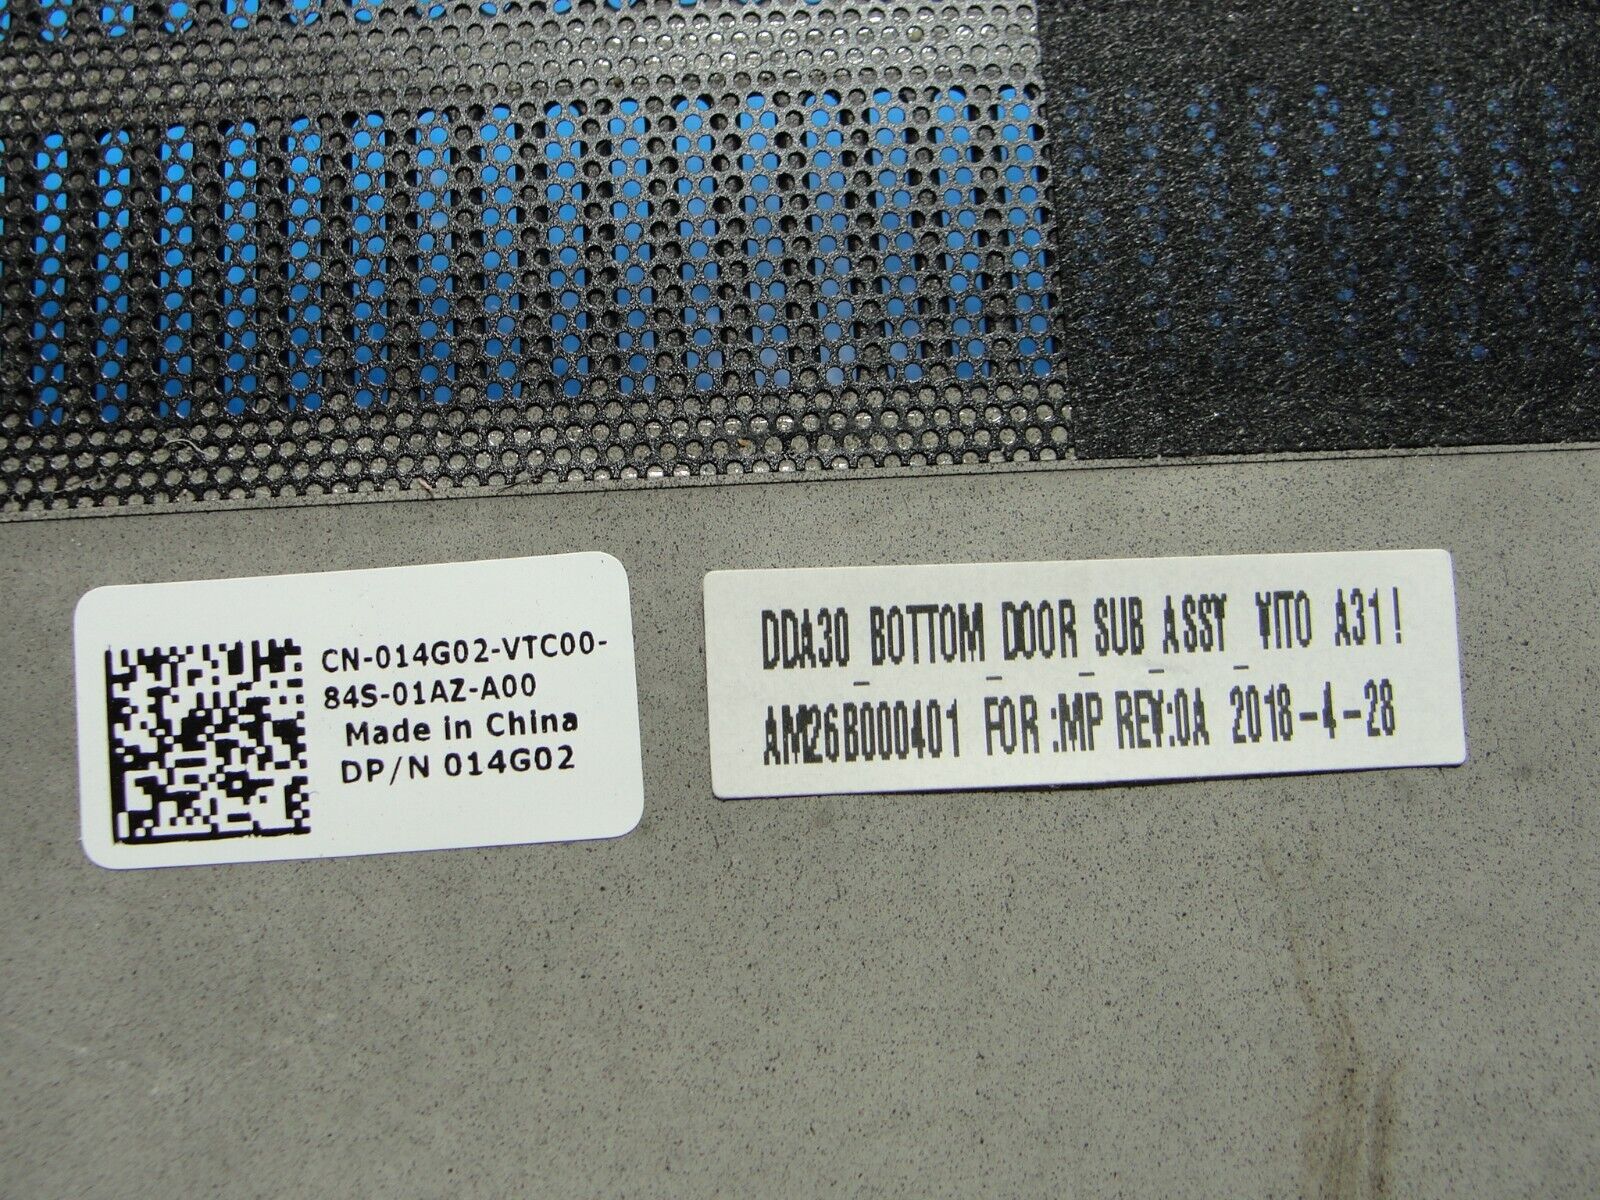 CN-014G02-VTC00-
84S-01AZ-A00
Made in China
DP/N 014G02
DDA30_BOTTOM_DOOR_SUB_ASSY_VITO A31!
AM26B000401 FOR:MP REV:0A 2018-4-28